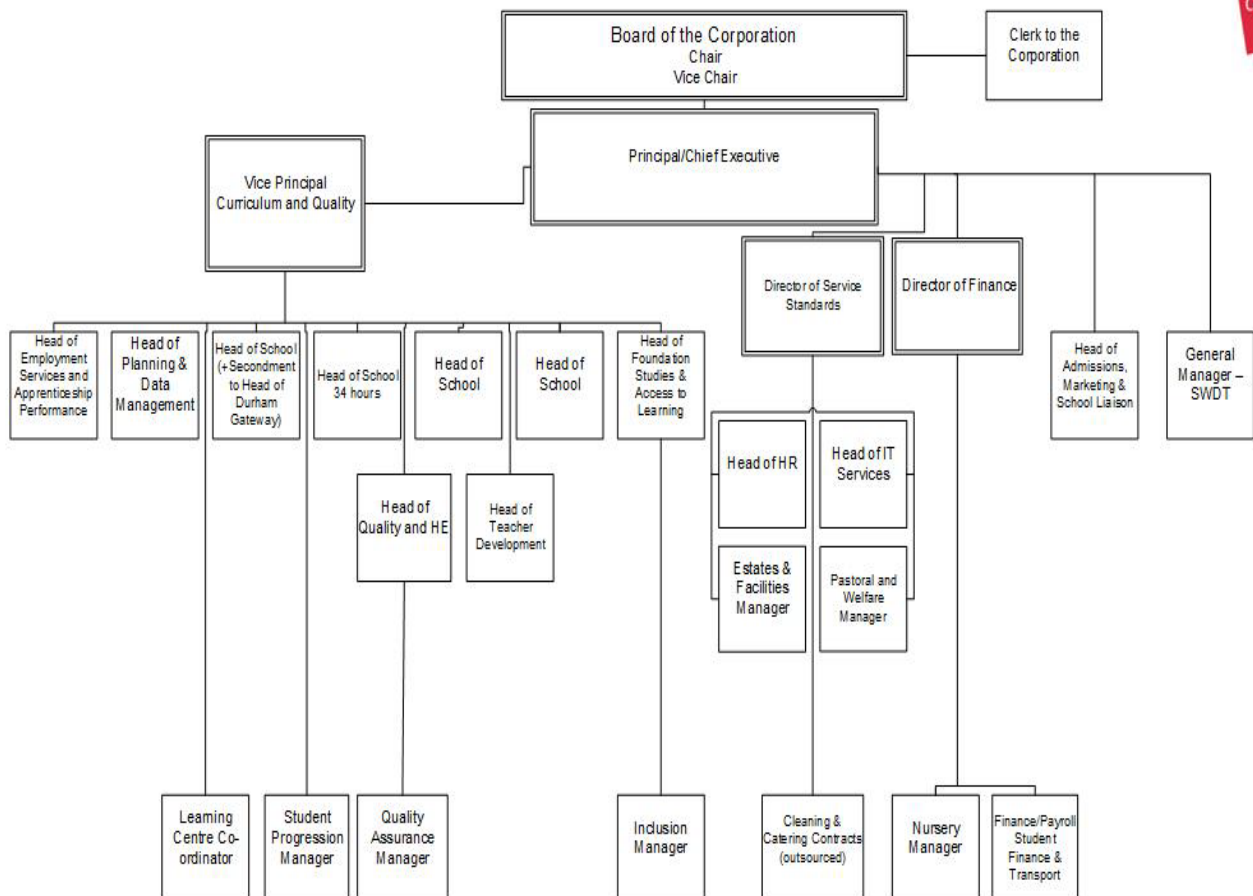 Board of the Corporation
Chair
Vice Chair
Clerk to the
Corporation
Principal/Chief Executive
Vice Principal
Curriculum and Quality
Director of Service
Standards
Director of Finance
Head of
Employment
Services and
Apprenticeship
Performance
Head of
Planning &
Data
Management
Head of School
(+Secondment
to Head of
Durham
Gateway)
Head of School
34 hours
Head of
School
Head of
School
Head of
Foundation
Studies &
Access to
Learning
Head of
Admissions,
Marketing &
School Liaison
General
Manager –
SWDT
Head of HR
Head of IT
Services
Head of
Quality and HE
Head of
Teacher
Development
Estates &
Facilities
Manager
Pastoral and
Welfare
Manager
Learning
Centre Co-
ordinator
Student
Progression
Manager
Quality
Assurance
Manager
Inclusion
Manager
Cleaning &
Catering Contracts
(outsourced)
Nursery
Manager
Finance/Payroll
Student
Finance &
Transport